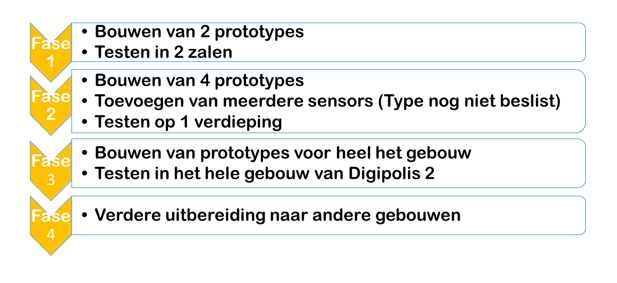 Fase
1
• Bouwen van 2 prototypes
• Testen in 2 zalen
Fase
2
• Bouwen van 4 prototypes
• Toevoegen van meerdere sensors (Type nog niet beslist)
• Testen op 1 verdieping
Fase
3
• Bouwen van prototypes voor heel het gebouw
• Testen in het hele gebouw van Digipolis 2
Fase
4
• Verdere uitbereiding naar andere gebouwen